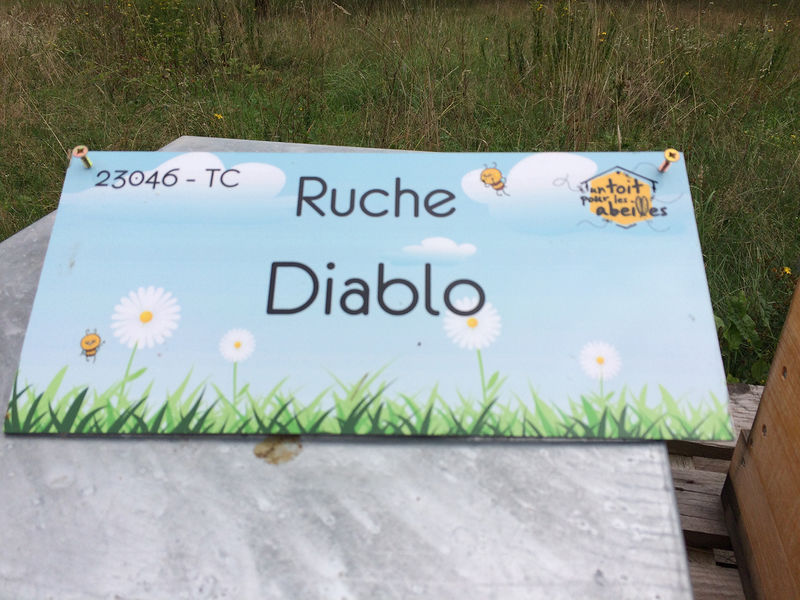 23046 - TC
Ruche
Diablo
un toit
pour les
abeilles